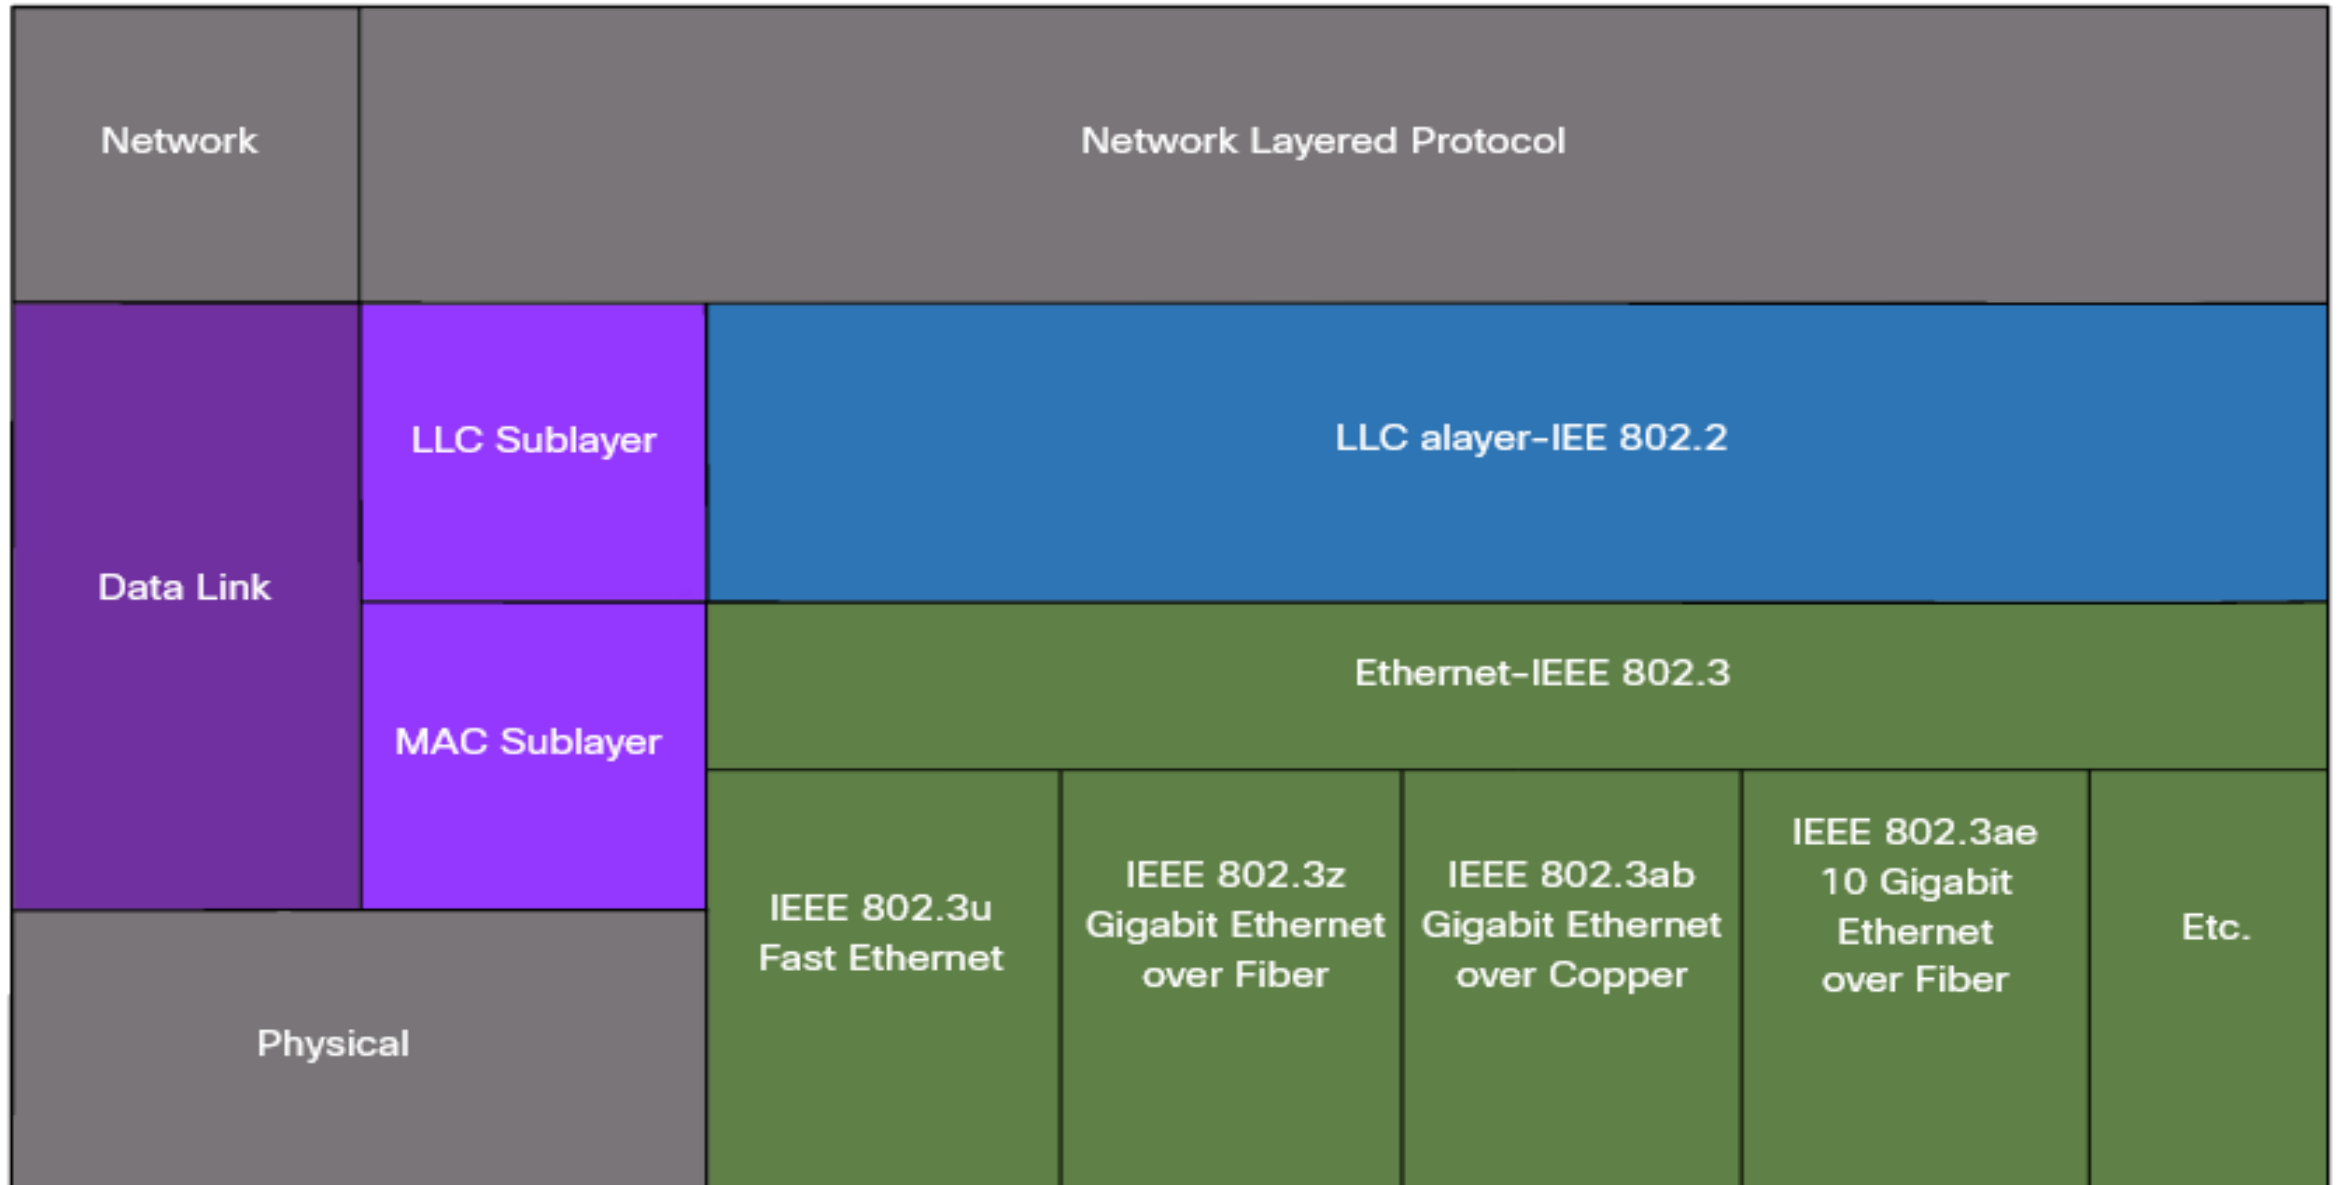 Network
Network Layered Protocol
LLC Sublayer
LLC alayer-IEE 802.2
Data Link
Ethernet-IEEE 802.3
MAC Sublayer
IEEE 802.3u
Fast Ethernet
IEEE 802.3z
Gigabit Ethernet
over Fiber
IEEE 802.3ab
Gigabit Ethernet
over Copper
IEEE 802.3ae
10 Gigabit
Ethernet
over Fiber
Etc.
Physical